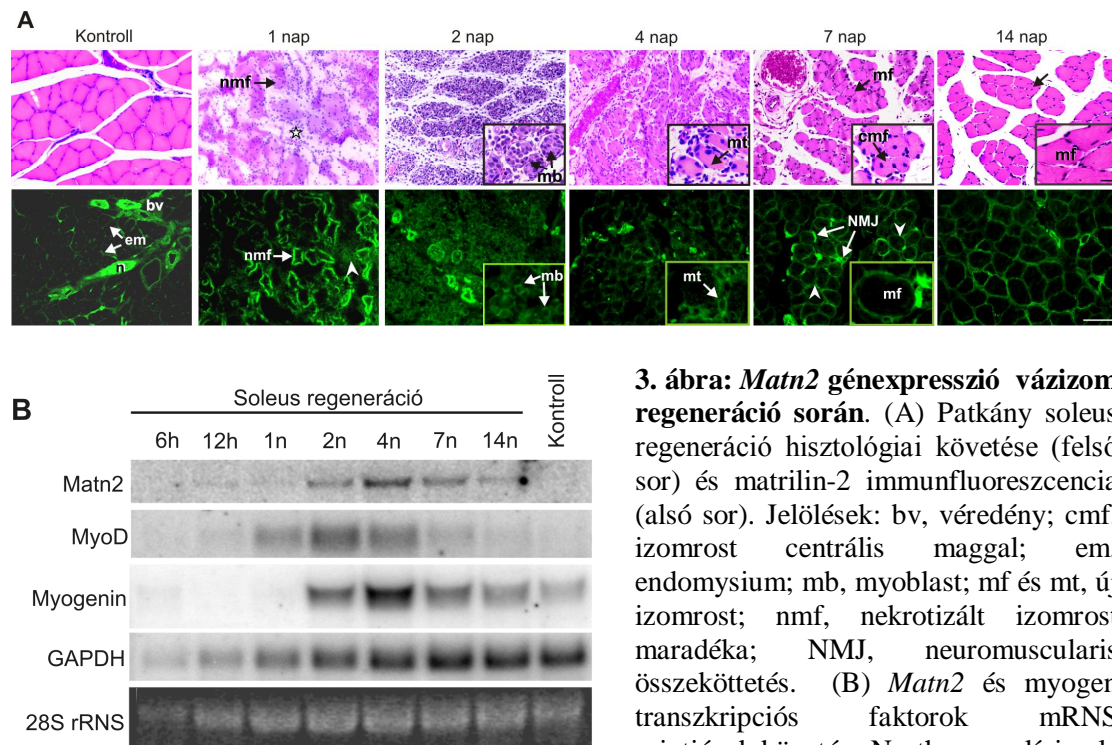 A
Kontroll 1 nap 2 nap 4 nap 7 nap 14 nap
nmf mb mt mf cmf mf
bv em n nmf mb mt NMJ mf
B
Soleus regeneráció
6h 12h 1n 2n 4n 7n 14n Kontroll
Matn2
MyoD
Myogenin
GAPDH
28S rRNS
3. ábra: Matn2 génexpresszió vázizom
regeneráció során. (A) Patkány soleus
regeneráció hisztológiai követése (felső
sor) és matrilin-2 immunfluoreszcencia
(alsó sor). Jelölések: bv, véredény; cmf
izomrost centrális maggal; em,
endomysium; mb, myoblast; mf és mt, új
izomrost; nmf, nekrotizált izomrost
maradéka; NMJ, neuromuscularis
összeköttetés. (B) Matn2 és myogen
transzkripciós faktorok mRNS